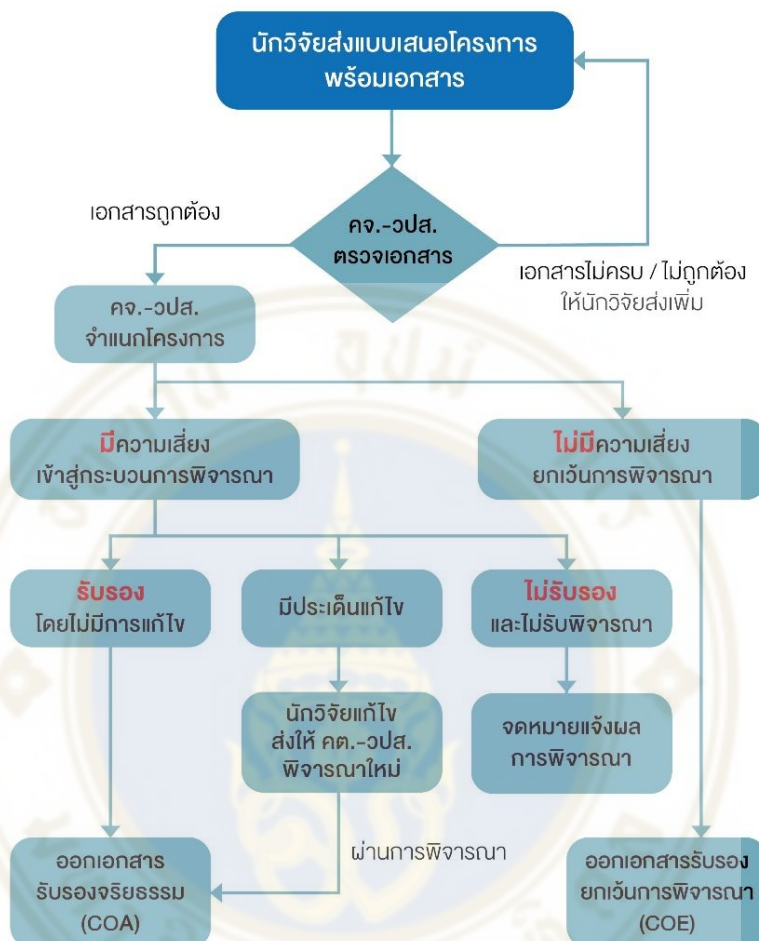 นักวิจัยส่งแบบเสนอโครงการ
พร้อมเอกสาร
เอกสารถูกต้อง
คจ.-วปส.
ตรวจเอกสาร
เอกสารไม่ครบ / ไม่ถูกต้อง
ให้นักวิจัยส่งเพิ่ม
คจ.-วปส.
จำแนกโครงการ
มีความเสี่ยง
เข้าสู่กระบวนการพิจารณา
ไม่มีความเสี่ยง
ยกเว้นการพิจารณา
รับรอง
โดยไม่มีการแก้ไข
มีประเด็นแก้ไข
ไม่รับรอง
และไม่รับพิจารณา
นักวิจัยแก้ไข
ส่งให้ คต.-วปส.
พิจารณาใหม่
จดหมายแจ้งผล
การพิจารณา
ผ่านการพิจารณา
ออกเอกสาร
รับรองจริยธรรม
(COA)
ออกเอกสารรับรอง
ยกเว้นการพิจารณา
(COE)